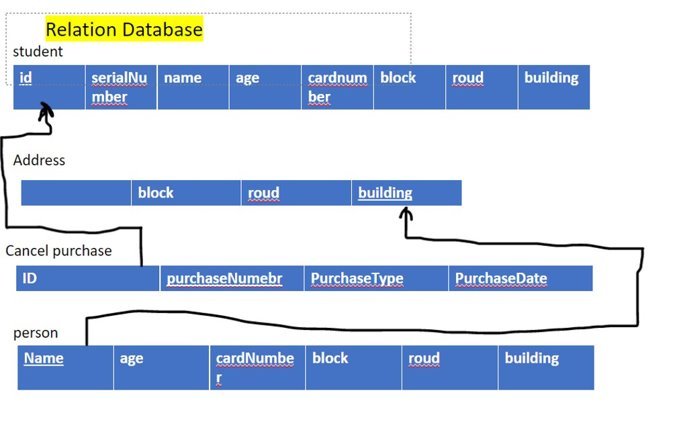 Relation Database
student
id serialNu name age cardnum block roud building
mber ber
Address
block roud building
Cancel purchase
ID purchaseNumebr PurchaseType PurchaseDate
person
Name age cardNumbe block roud building
r